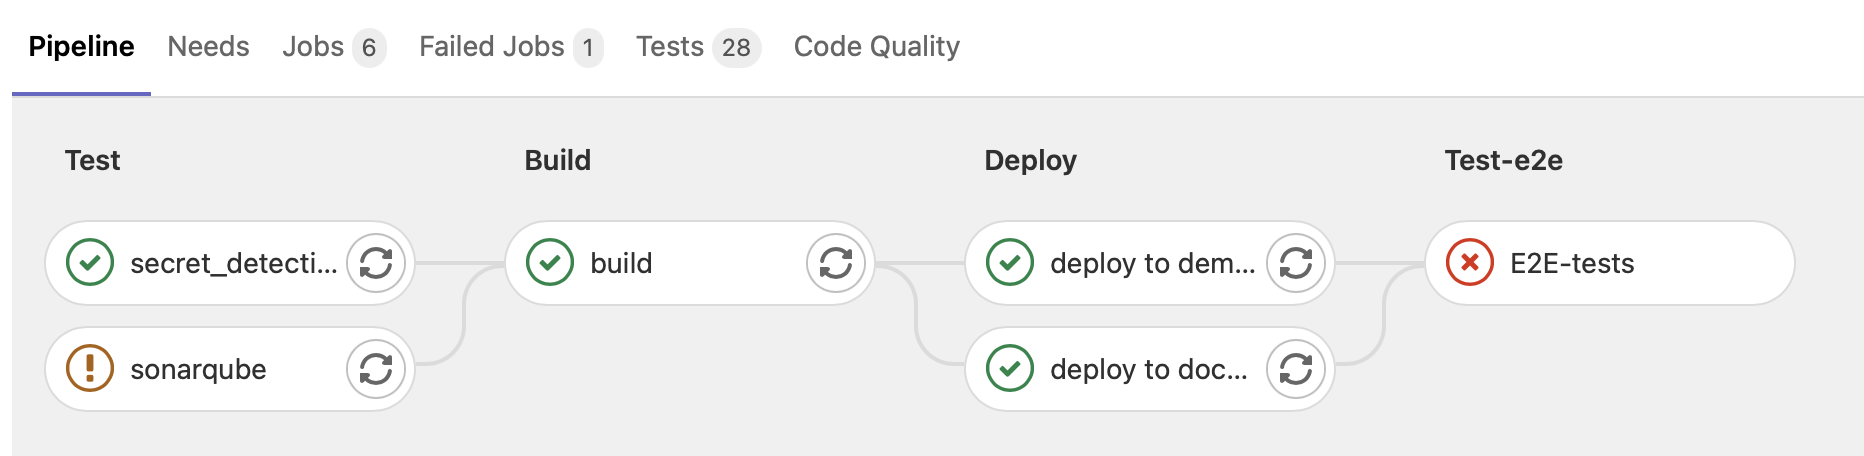 Pipeline Needs Jobs 6 Failed Jobs 1 Tests 28 Code Quality
Test Build Deploy Test-e2e
secret_detecti... build deploy to dem... E2E-tests
sonarqube deploy to doc...